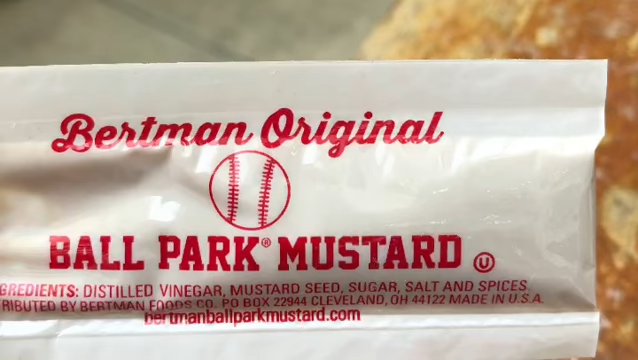 Bertman Original
BALL PARK® MUSTARD Ⓤ
GREDIENTS: DISTILLED VINEGAR, MUSTARD SEED, SUGAR, SALT AND SPICES.
RIBUTED BY BERTMAN FOODS CO. PO BOX 22944 CLEVELAND, OH 44122 MADE IN U.S.A.
bertmanballparkmustard.com